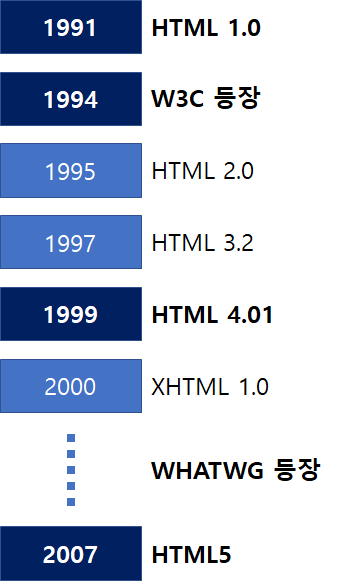 1991 HTML 1.0
1994 W3C 등장
1995 HTML 2.0
1997 HTML 3.2
1999 HTML 4.01
2000 XHTML 1.0
WHATWG 등장
2007 HTML5